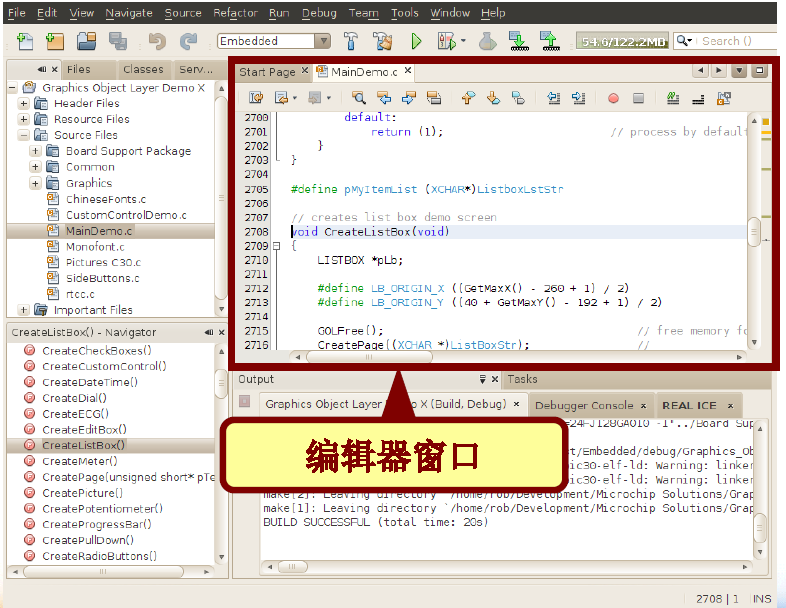 File Edit View Navigate Source Refactor Run Debug Team Tools Window Help
Embedded
54.6/122.2MB
Search ()
Files Classes Serv...
Graphics Object Layer Demo X
Header Files
Resource Files
Source Files
Board Support Package
Common
Graphics
ChineseFonts.c
CustomControlDemo.c
MainDemo.c
Monofont.c
Pictures C30.c
SideButtons.c
rtcc.c
Important Files
CreateListBox() - Navigator
CreateCheckBoxes()
CreateCustomControl()
CreateDateTime()
CreateDial()
CreateECG()
CreateEditBox()
CreateListBox()
CreateMeter()
CreatePage(unsigned short* pTe
CreatePicture()
CreatePotentiometer()
CreateProgressBar()
CreatePullDown()
CreateRadioButtons()
Start Page MainDemo.c
2700 default:
2701 return (1); // process by default
2702 }
2703 }
2704
2705 #define pMyItemList (XCHAR*)ListboxLstStr
2706
2707 // creates list box demo screen
2708 void CreateListBox(void)
2709 {
2710 LISTBOX *pLb;
2711
2712 #define LB_ORIGIN_X ((GetMaxX() - 260 + 1) / 2)
2713 #define LB_ORIGIN_Y ((40 + GetMaxY() - 192 + 1) / 2)
2714
2715 GOLFree(); // free memory fo
2716 CreatePage((XCHAR *)ListBoxStr); //
Output Tasks
Graphics Object Layer mo X (Build, Debug) Debugger Console REAL ICE
=24FJ128GA010 -I"../Board Sup
编辑器窗口
t/Embedded/debug/Graphics_Ob
ic30-elf-ld: Warning: linker
ic30-elf-ld: Warning: linker
make[2]: Leaving directory `/home/rob/Development/Microchip Solutions/Grap
make[1]: Leaving directory `/home/rob/Development/Microchip Solutions/Grap
BUILD SUCCESSFUL (total time: 20s)
2708 | 1 INS